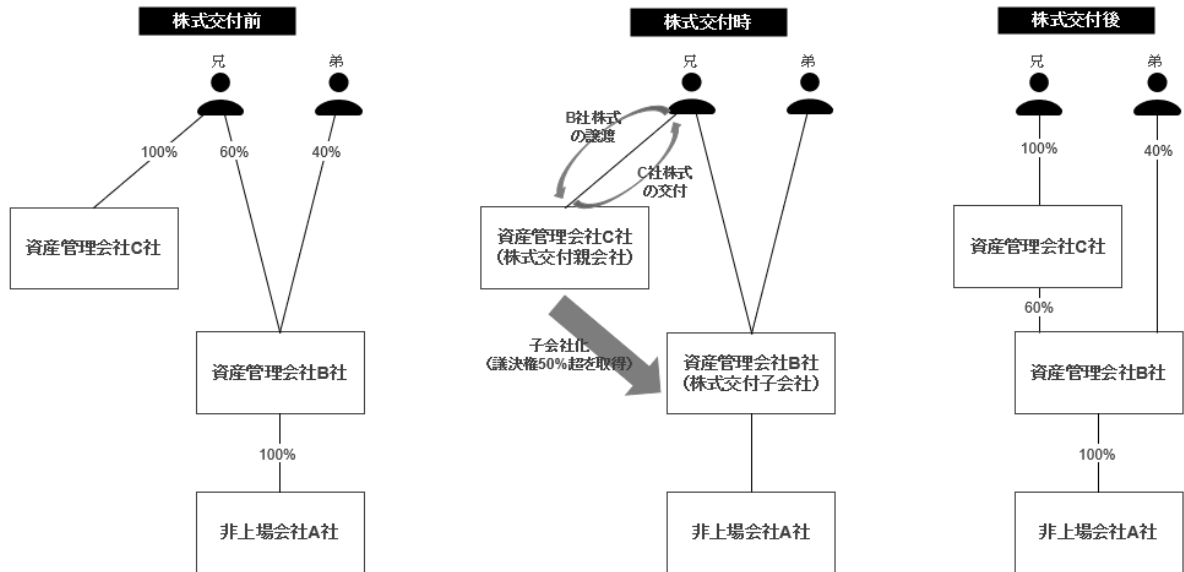 株式交付前
兄
弟
100%
60%
40%
資産管理会社C社
資産管理会社B社
100%
非上場会社A社
株式交付時
兄
弟
B社株式
の譲渡
C社株式
の交付
資産管理会社C社
（株式交付親会社）
子会社化
（議決権50%超を取得）
資産管理会社B社
（株式交付子会社）
非上場会社A社
株式交付後
兄
弟
100%
40%
資産管理会社C社
60%
資産管理会社B社
100%
非上場会社A社